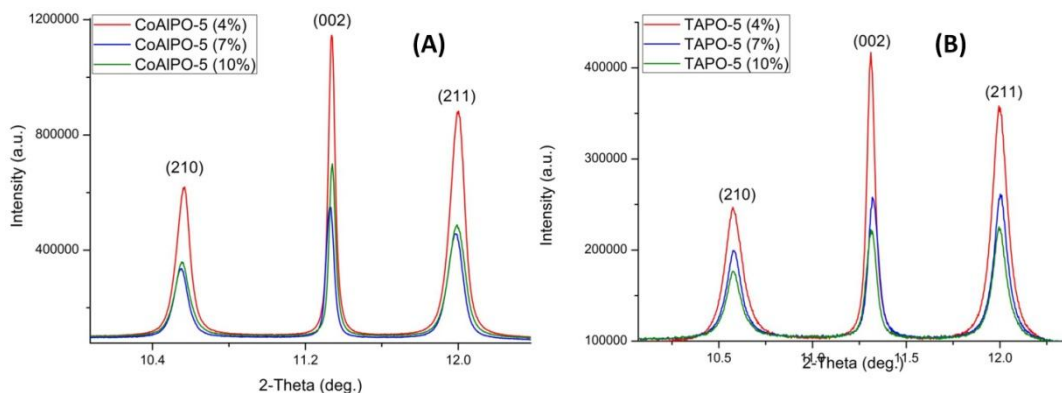 1200000
800000
400000
CoAlPO-5 (4%)
CoAlPO-5 (7%)
CoAlPO-5 (10%)
(002)
(A)
(210)
(211)
Intensity (a.u.)
10.4
11.2
12.0
2-Theta (deg.)
400000
300000
200000
100000
TAPO-5 (4%)
TAPO-5 (7%)
TAPO-5 (10%)
(002)
(B)
(210)
(211)
Intensity (a.u.)
10.5
11.0
11.5
12.0
2-Theta (deg.)